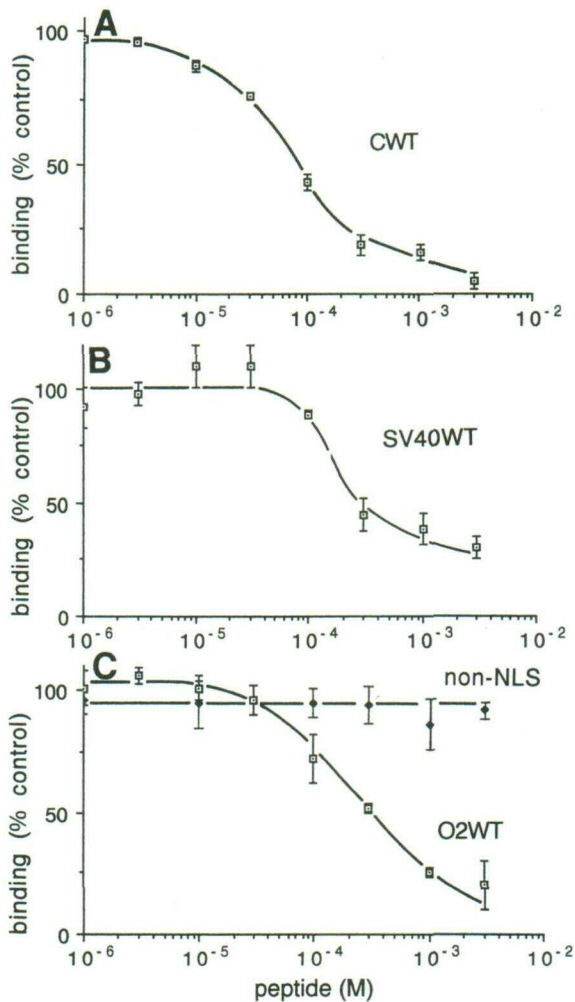 A
100
50
0
binding (% control)
CWT
10-6 10-5 10-4 10-3 10-2
B
100
50
0
binding (% control)
SV40WT
10-6 10-5 10-4 10-3 10-2
C
100
50
0
binding (% control)
non-NLS
O2WT
10-6 10-5 10-4 10-3 10-2
peptide (M)